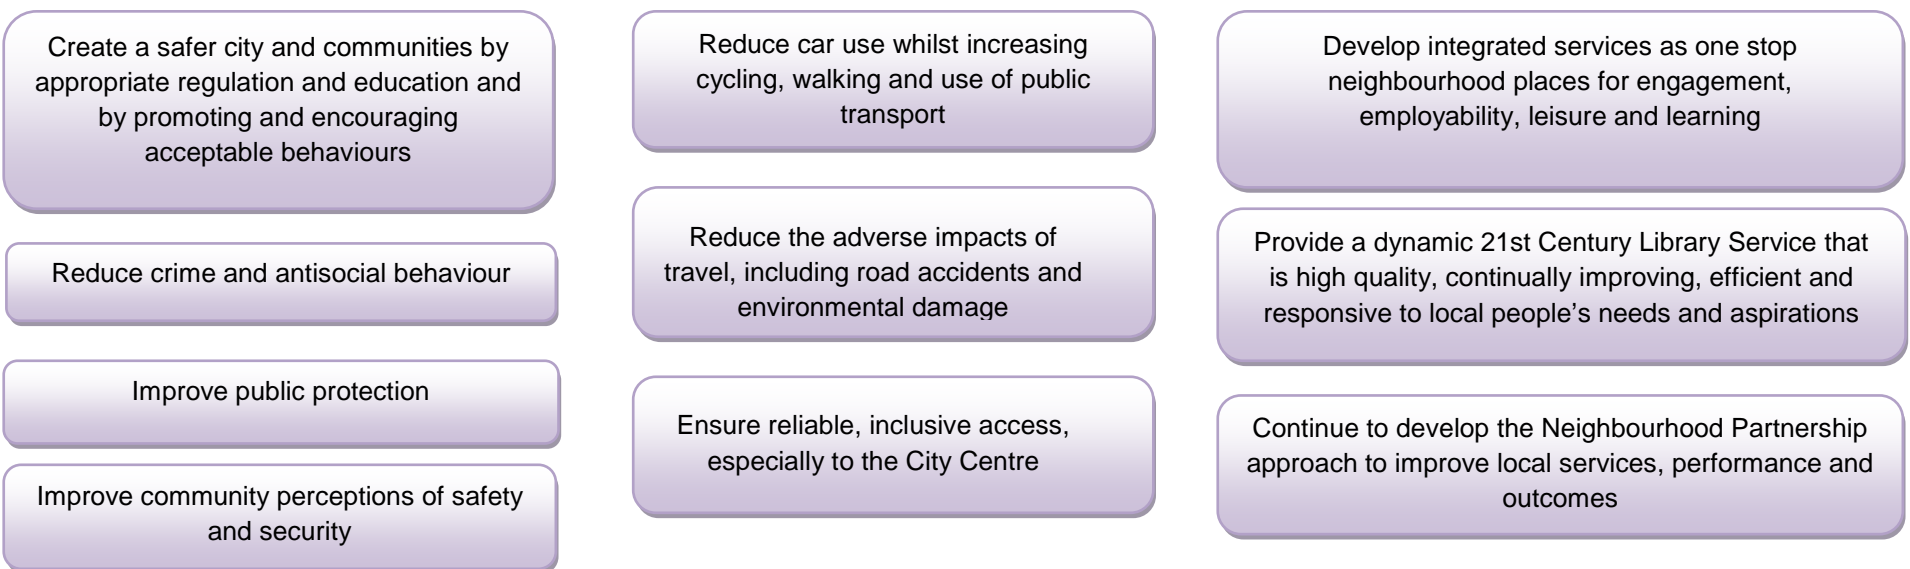 Create a safer city and communities by
appropriate regulation and education and
by promoting and encouraging
acceptable behaviours
Reduce crime and antisocial behaviour
Improve public protection
Improve community perceptions of safety
and security
Reduce car use whilst increasing
cycling, walking and use of public
transport
Reduce the adverse impacts of
travel, including road accidents and
environmental damage
Ensure reliable, inclusive access,
especially to the City Centre
Develop integrated services as one stop
neighbourhood places for engagement,
employability, leisure and learning
Provide a dynamic 21st Century Library Service that
is high quality, continually improving, efficient and
responsive to local people’s needs and aspirations
Continue to develop the Neighbourhood Partnership
approach to improve local services, performance and
outcomes